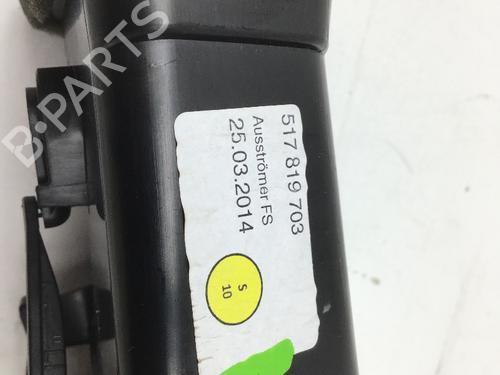 B-PARTS
517 819 703
Ausströmer FS
25.03.2014
S
10